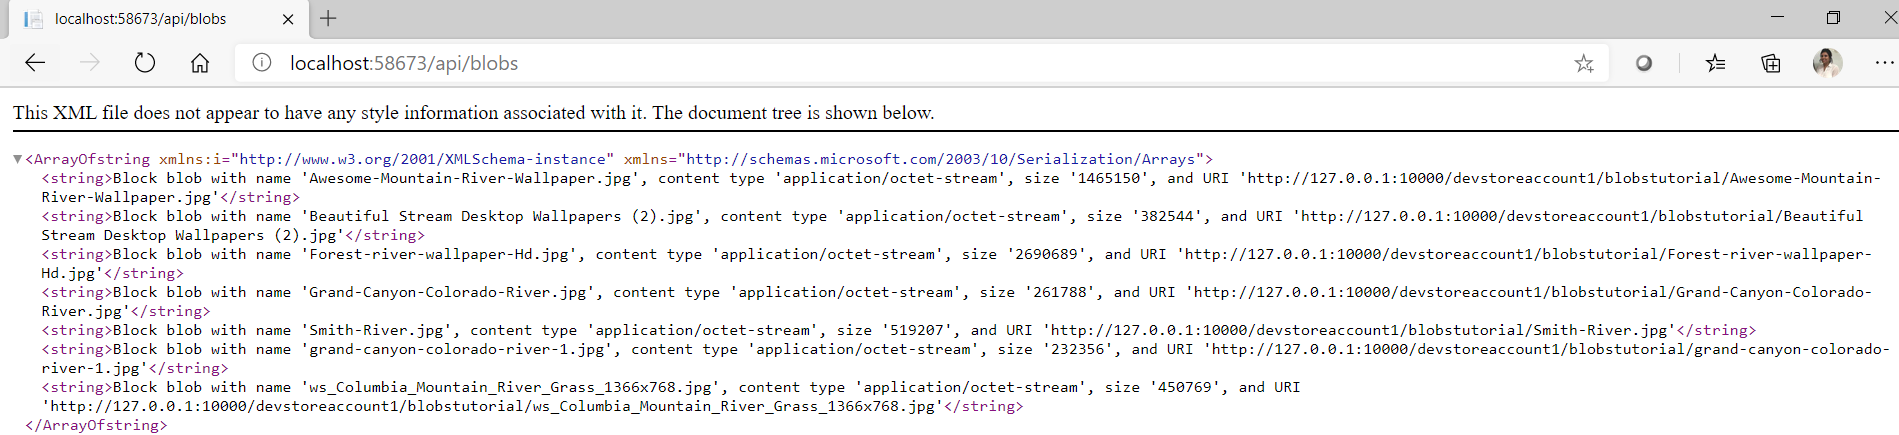 localhost:58673/api/blobs
localhost:58673/api/blobs
This XML file does not appear to have any style information associated with it. The document tree is shown below.
<ArrayOfstring xmlns:i="http://www.w3.org/2001/XMLSchema-instance" xmlns="http://schemas.microsoft.com/2003/10/Serialization/Arrays">
<string>Block blob with name 'Awesome-Mountain-River-Wallpaper.jpg', content type 'application/octet-stream', size '1465150', and URI 'http://127.0.0.1:10000/devstoreaccount1/blobstutorial/Awesome-Mountain-
River-Wallpaper.jpg'</string>
<string>Block blob with name 'Beautiful Stream Desktop Wallpapers (2).jpg', content type 'application/octet-stream', size '382544', and URI 'http://127.0.0.1:10000/devstoreaccount1/blobstutorial/Beautiful
Stream Desktop Wallpapers (2).jpg'</string>
<string>Block blob with name 'Forest-river-wallpaper-Hd.jpg', content type 'application/octet-stream', size '2690689', and URI 'http://127.0.0.1:10000/devstoreaccount1/blobstutorial/Forest-river-wallpaper-
Hd.jpg'</string>
<string>Block blob with name 'Grand-Canyon-Colorado-River.jpg', content type 'application/octet-stream', size '261788', and URI 'http://127.0.0.1:10000/devstoreaccount1/blobstutorial/Grand-Canyon-Colorado-
River.jpg'</string>
<string>Block blob with name 'Smith-River.jpg', content type 'application/octet-stream', size '519207', and URI 'http://127.0.0.1:10000/devstoreaccount1/blobstutorial/Smith-River.jpg'</string>
<string>Block blob with name 'grand-canyon-colorado-river-1.jpg', content type 'application/octet-stream', size '232356', and URI 'http://127.0.0.1:10000/devstoreaccount1/blobstutorial/grand-canyon-colorado-
river-1.jpg'</string>
<string>Block blob with name 'ws_Columbia_Mountain_River_Grass_1366x768.jpg', content type 'application/octet-stream', size '450769', and URI
'http://127.0.0.1:10000/devstoreaccount1/blobstutorial/ws_Columbia_Mountain_River_Grass_1366x768.jpg'</string>
</ArrayOfstring>